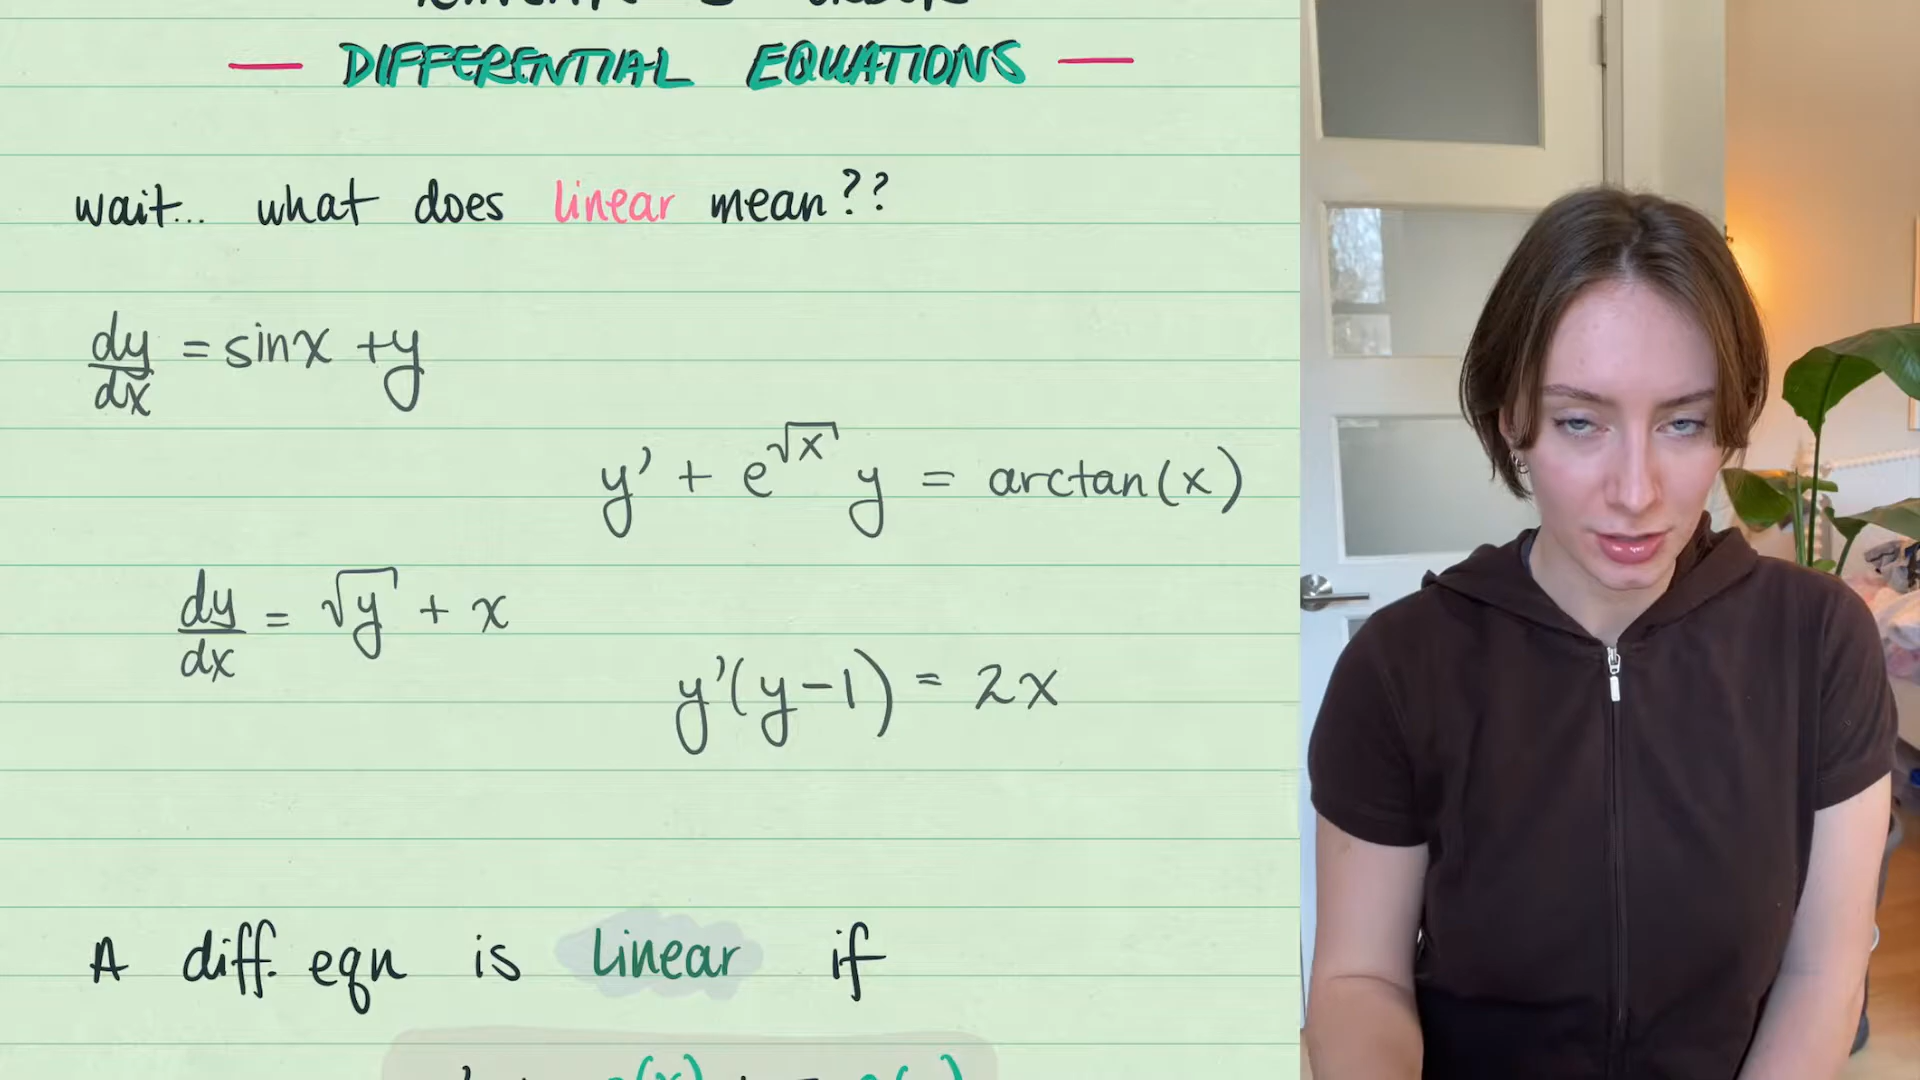 — DIFFERENTIAL EQUATIONS —
wait... what does linear mean??
dy/dx = sinx + y
y' + e^√x y = arctan(x)
dy/dx = √y + x
y'(y-1) = 2x
A diff. eqn is linear if